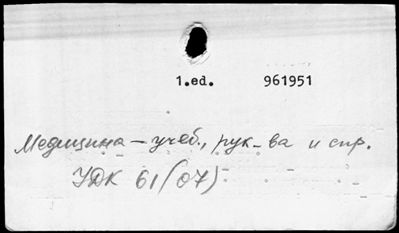 1.ed. 961951
Медицина – учеб., рук-ва и спр.
УДК 61(07)